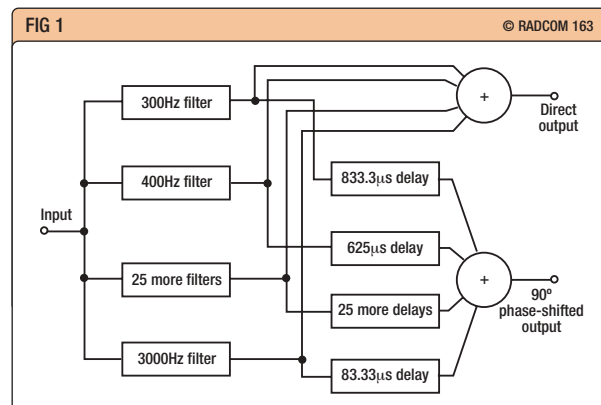 FIG 1
© RADCOM 163
300Hz filter
Direct
output
400Hz filter
833.3µs delay
Input
625µs delay
25 more filters
25 more delays
90º
phase-shifted
output
3000Hz filter
83.33µs delay
+
+